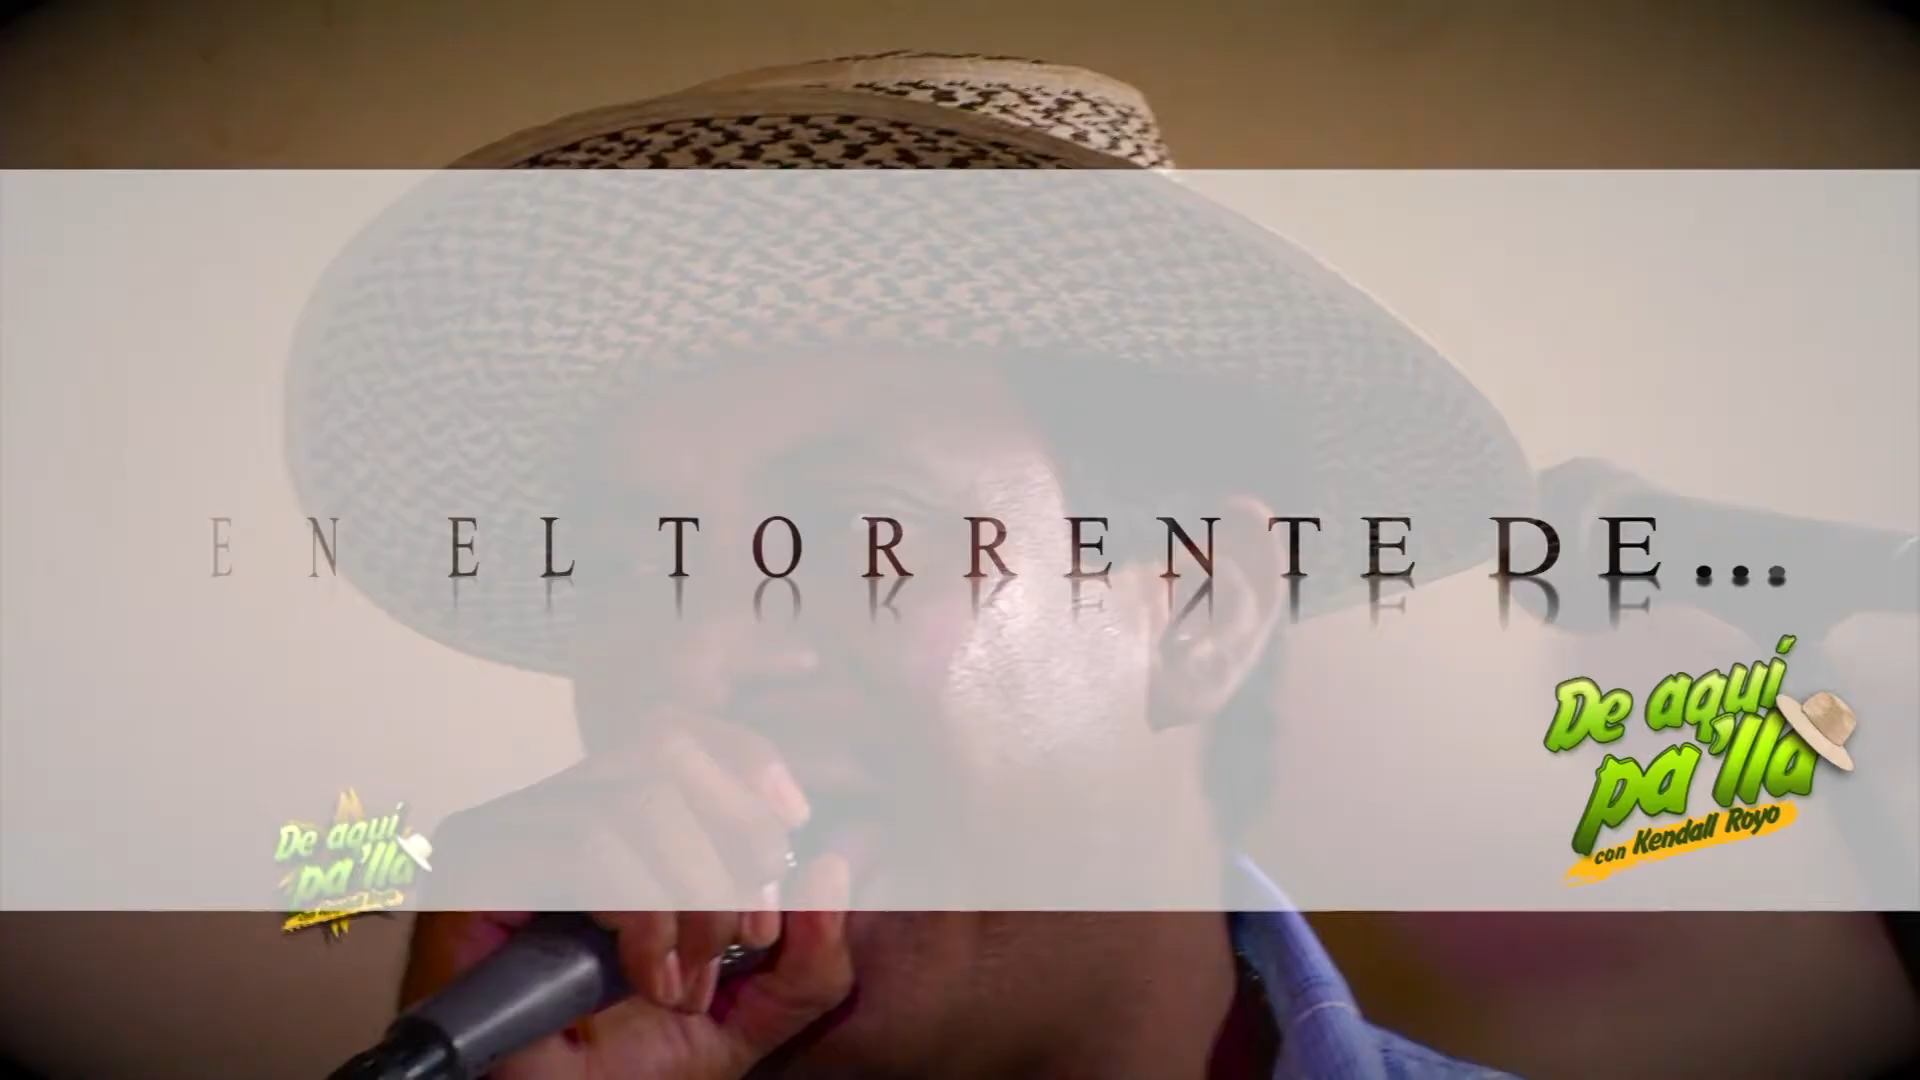 EN EL TORRENTE DE...
De aquí
pa'lla
con Kendall Royo
De aquí
pa'lla